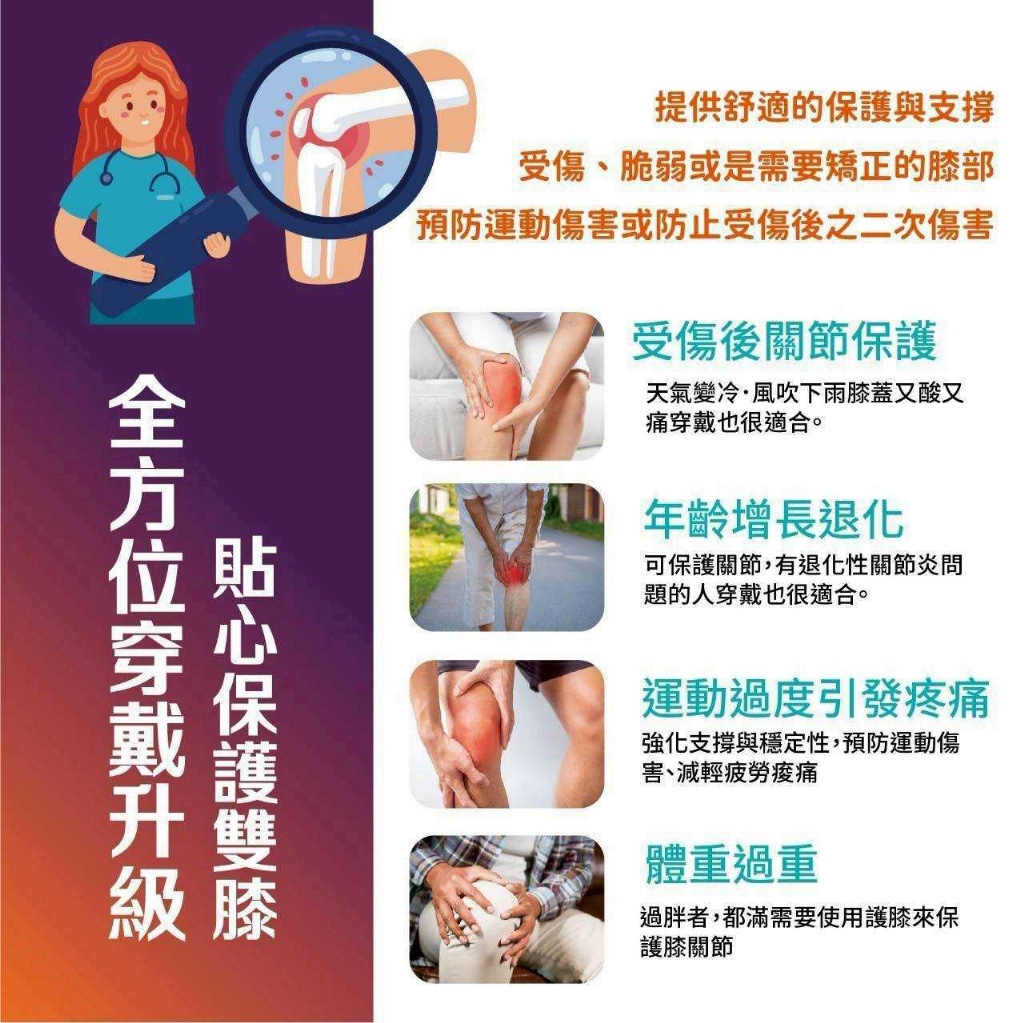 提供舒適的保護與支撐
受傷、脆弱或是需要矯正的膝部
預防運動傷害或防止受傷後之二次傷害
全方位穿戴升級
貼心保護雙膝
受傷後關節保護
天氣變冷·風吹下雨膝蓋又酸又
痛穿戴也很適合。
年齡增長退化
可保護關節,有退化性關節炎問
題的人穿戴也很適合。
運動過度引發疼痛
強化支撐與穩定性,預防運動傷
害、減輕疲勞痠痛
體重過重
過胖者,都滿需要使用護膝來保
護膝關節